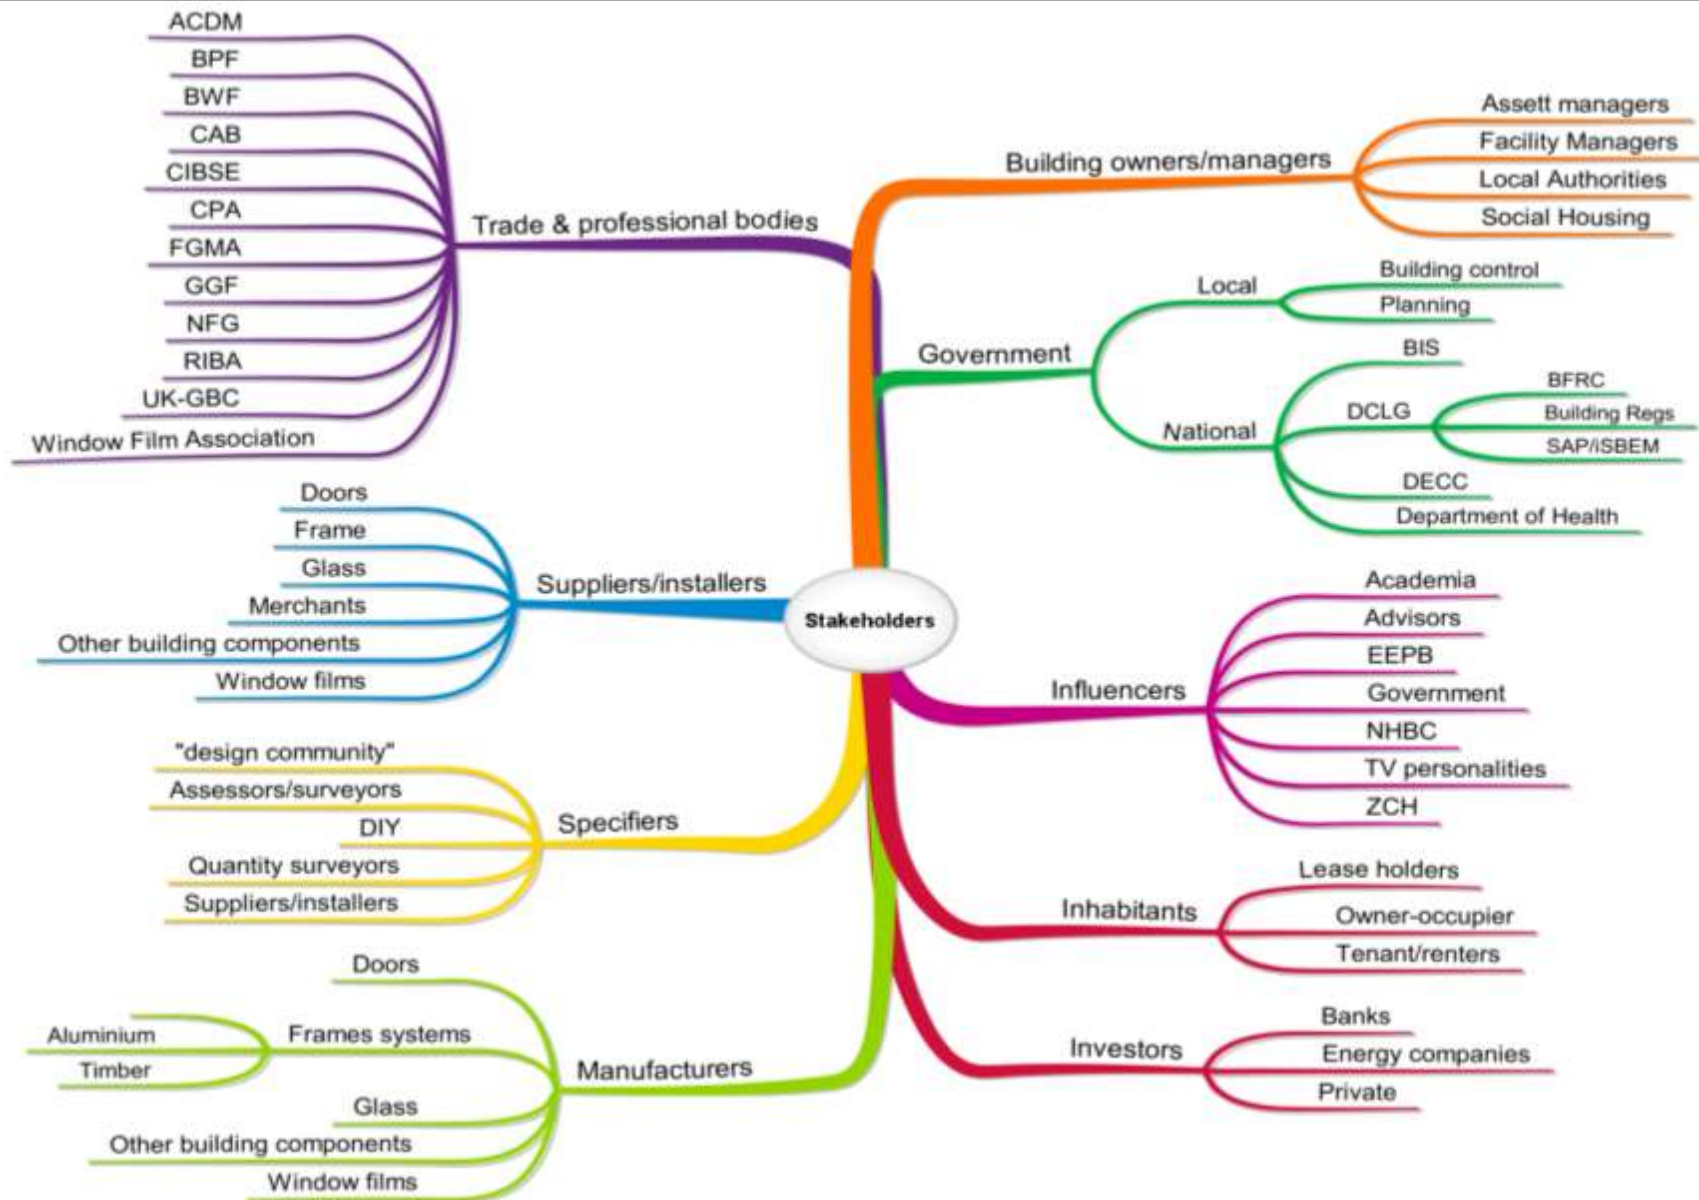 Stakeholders
Trade & professional bodies
ACDM
BPF
BWF
CAB
CIBSE
CPA
FGMA
GGF
NFG
RIBA
UK-GBC
Window Film Association
Suppliers/installers
Doors
Frame
Glass
Merchants
Other building components
Window films
Specifiers
"design community"
Assessors/surveyors
DIY
Quantity surveyors
Suppliers/installers
Manufacturers
Doors
Frames systems
Aluminium
Timber
Glass
Other building components
Window films
Building owners/managers
Assett managers
Facility Managers
Local Authorities
Social Housing
Government
Local
Building control
Planning
National
BIS
DCLG
BFRC
Building Regs
SAP/iSBEM
DECC
Department of Health
Influencers
Academia
Advisors
EEPB
Government
NHBC
TV personalities
ZCH
Inhabitants
Lease holders
Owner-occupier
Tenant/renters
Investors
Banks
Energy companies
Private